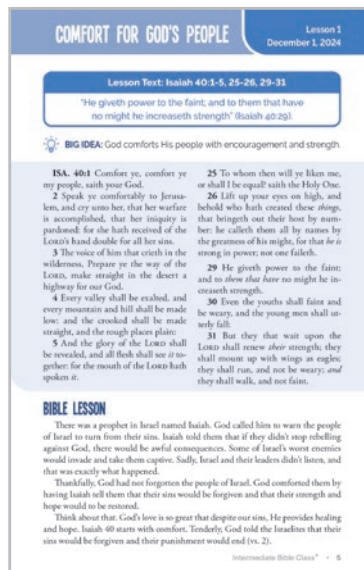 COMFORT FOR GOD'S PEOPLE
Lesson 1
December 1, 2024
Lesson Text: Isaiah 40:1-5, 25-26, 29-31
"He giveth power to the faint; and to them that have
no might he increaseth strength" (Isaiah 40:29).
BIG IDEA: God comforts His people with encouragement and strength.
ISA. 40:1 Comfort ye, comfort ye
my people, saith your God.
2 Speak ye comfortably to Jerusa-
lem, and cry unto her, that her warfare
is accomplished, that her iniquity is
pardoned: for she hath received of the
LORD's hand double for all her sins.
3 The voice of him that crieth in the
wilderness, Prepare ye the way of the
LORD, make straight in the desert a
highway for our God.
4 Every valley shall be exalted, and
every mountain and hill shall be made
low: and the crooked shall be made
straight, and the rough places plain:
5 And the glory of the LORD shall
be revealed, and all flesh shall see it to-
gether: for the mouth of the LORD hath
spoken it.
25 To whom then will ye liken me,
or shall I be equal? saith the Holy One.
26 Lift up your eyes on high, and
behold who hath created these things,
that bringeth out their host by num-
ber: he calleth them all by names by
the greatness of his might, for that he is
strong in power; not one faileth.
29 He giveth power to the faint;
and to them that have no might he in-
creaseth strength.
30 Even the youths shall faint and
be weary, and the young men shall ut-
terly fall:
31 But they that wait upon the
LORD shall renew their strength; they
shall mount up with wings as eagles;
they shall run, and not be weary; and
they shall walk, and not faint.
BIBLE LESSON
There was a prophet in Israel named Isaiah. God called him to warn the people
of Israel to turn from their sins. Isaiah told them that if they didn't stop rebelling
against God, there would be awful consequences. Some of Israel's worst enemies
would invade and take them captive. Sadly, Israel and their leaders didn't listen, and
that was exactly what happened.
Thankfully, God had not forgotten the people of Israel. God comforted them by
having Isaiah tell them that their sins would be forgiven and that their strength and
hope would to be restored.
Think about that. God's love is so great that despite our sins, He provides healing
and hope. Isaiah 40 starts with comfort. Tenderly, God told the Israelites that their
sins would be forgiven and their punishment would end (vs. 2).
Intermediate Bible Class+ • 5